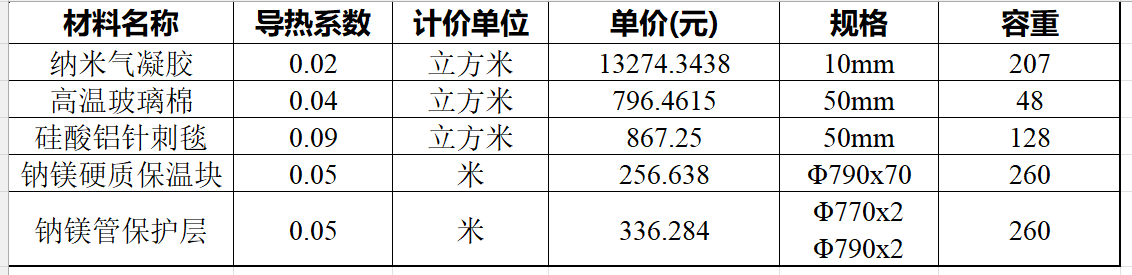 材料名称 导热系数 计价单位 单价(元) 规格 容重
纳米气凝胶 0.02 立方米 13274.3438 10mm 207
高温玻璃棉 0.04 立方米 796.4615 50mm 48
硅酸铝针刺毯 0.09 立方米 867.25 50mm 128
钠镁硬质保温块 0.05 米 256.638 Φ790x70 260
钠镁管保护层 0.05 米 336.284 Φ770x2 260
Φ790x2